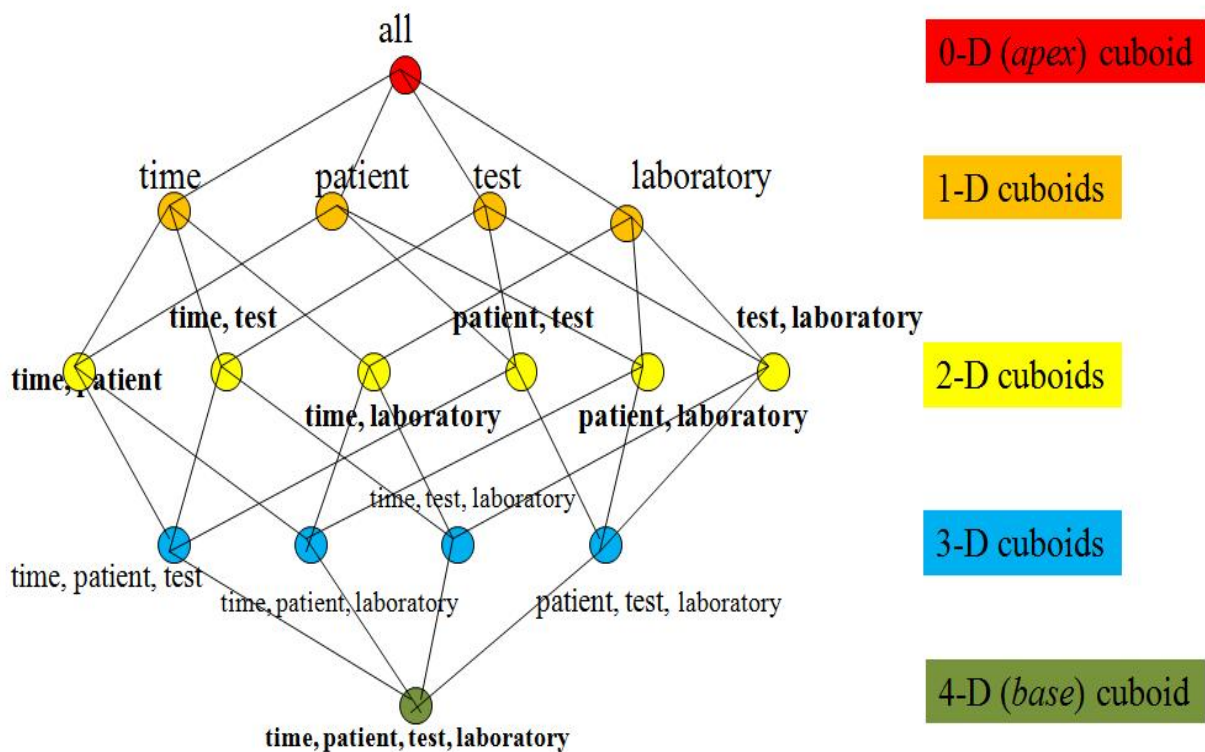 all
0-D (apex) cuboid
time
patient
test
laboratory
1-D cuboids
time, test
patient, test
test, laboratory
time, patient
time, laboratory
patient, laboratory
2-D cuboids
time, test, laboratory
3-D cuboids
time, patient, test
time, patient, laboratory
patient, test, laboratory
4-D (base) cuboid
time, patient, test, laboratory